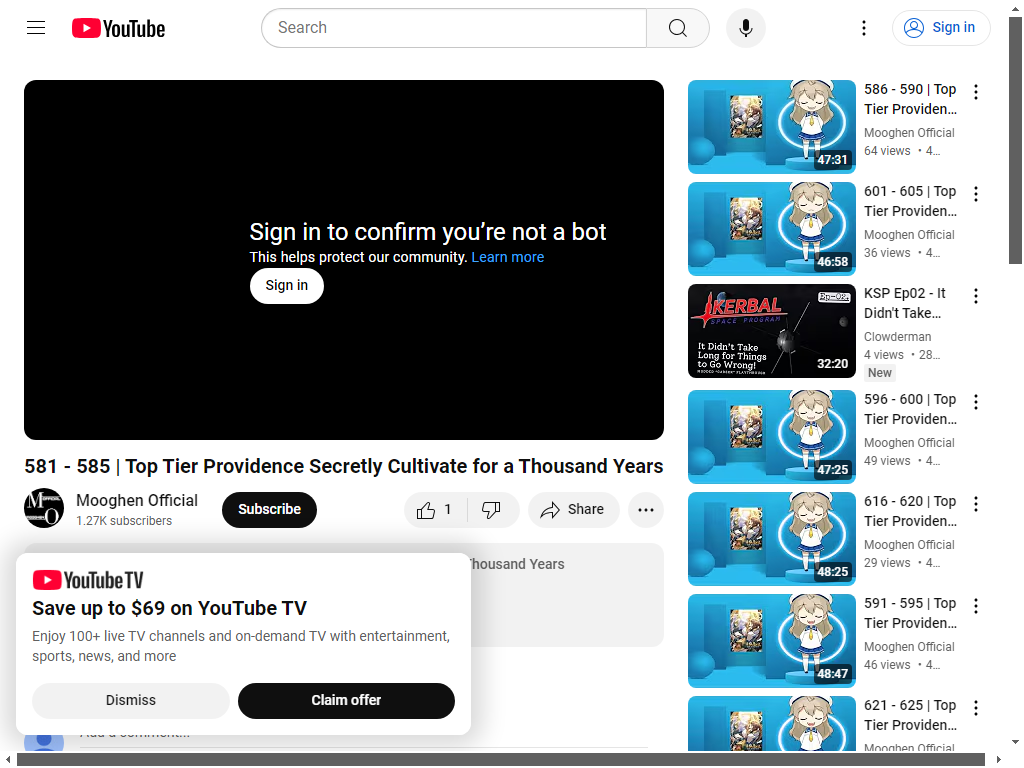 YouTube
Search
Sign in
Sign in to confirm you’re not a bot
This helps protect our community. Learn more
Sign in
581 - 585 | Top Tier Providence Secretly Cultivate for a Thousand Years
Mooghen Official
1.27K subscribers
Subscribe
1
Share
Thousand Years
YouTube TV
Save up to $69 on YouTube TV
Enjoy 100+ live TV channels and on-demand TV with entertainment,
sports, news, and more
Dismiss
Claim offer
Add a comment...
47:31
586 - 590 | Top
Tier Providen...
Mooghen Official
64 views • 4...
46:58
601 - 605 | Top
Tier Providen...
Mooghen Official
36 views • 4...
Ep-02.
KERBAL
SPACE PROGRAM
It Didn't Take
Long for Things
to Go Wrong!
32:20
KSP Ep02 - It
Didn't Take...
Clowderman
4 views • 28...
New
47:25
596 - 600 | Top
Tier Providen...
Mooghen Official
49 views • 4...
48:25
616 - 620 | Top
Tier Providen...
Mooghen Official
29 views • 4...
48:47
591 - 595 | Top
Tier Providen...
Mooghen Official
46 views • 4...
621 - 625 | Top
Tier Providen...
Mooghen Official